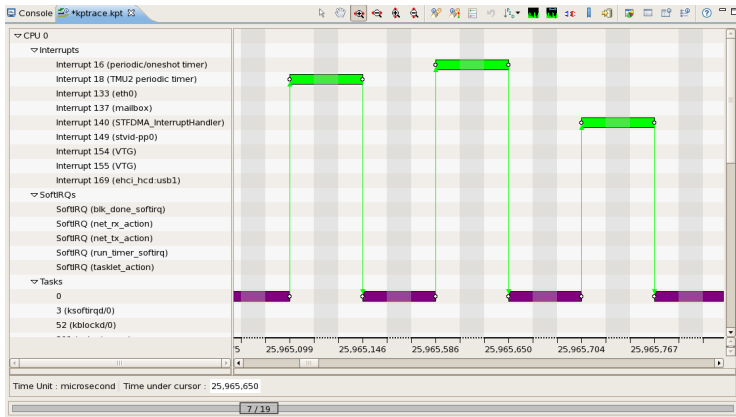 Console *kptrace.kpt
CPU 0
Interrupts
Interrupt 16 (periodic/oneshot timer)
Interrupt 18 (TMU2 periodic timer)
Interrupt 133 (eth0)
Interrupt 137 (mailbox)
Interrupt 140 (STFDMA_InterruptHandler)
Interrupt 149 (stvid-pp0)
Interrupt 154 (VTG)
Interrupt 155 (VTG)
Interrupt 169 (ehci_hcd:usb1)
SoftIRQs
SoftIRQ (blk_done_softirq)
SoftIRQ (net_rx_action)
SoftIRQ (net_tx_action)
SoftIRQ (run_timer_softirq)
SoftIRQ (tasklet_action)
Tasks
0
3 (ksoftirqd/0)
52 (kblockd/0)
5 25,965,099 25,965,146 25,965,586 25,965,650 25,965,704 25,965,767
Time Unit : microsecond Time under cursor : 25,965,650
7 / 19